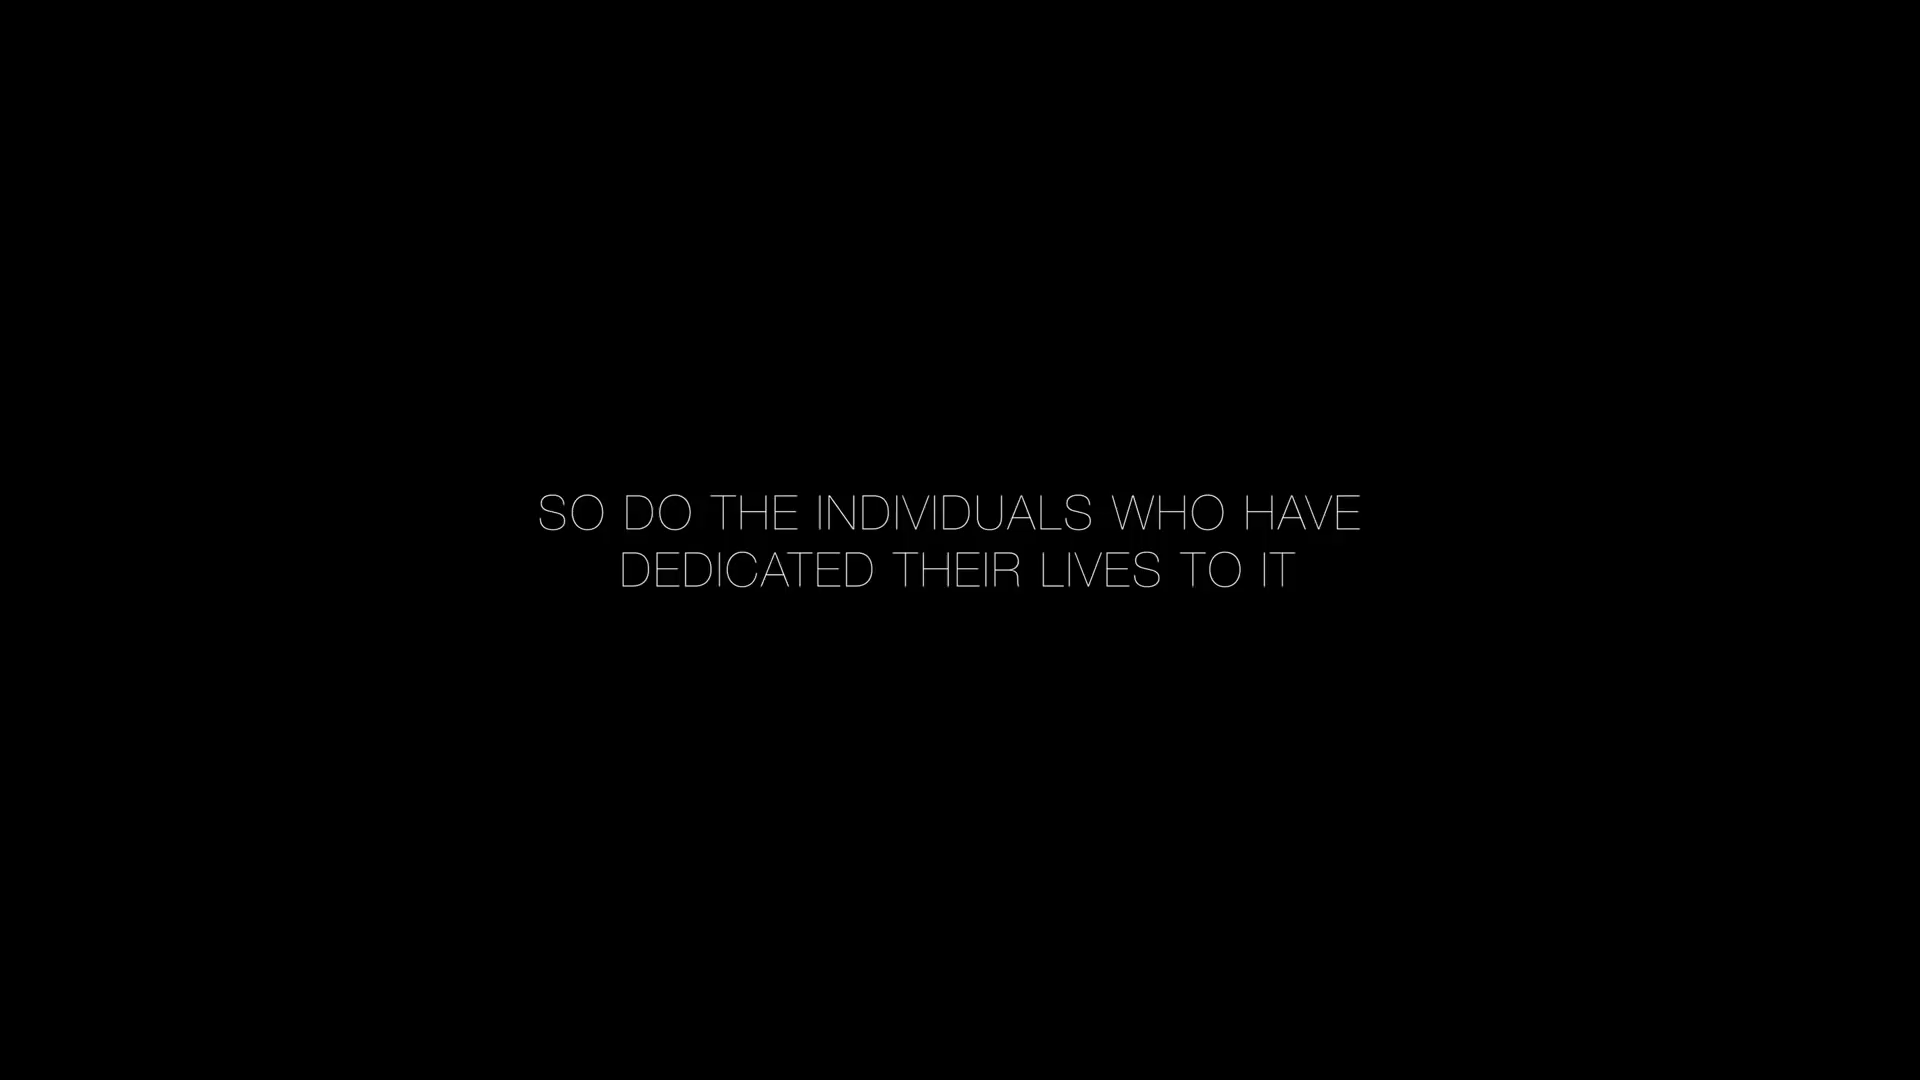 SO DO THE INDIVIDUALS WHO HAVE
DEDICATED THEIR LIVES TO IT